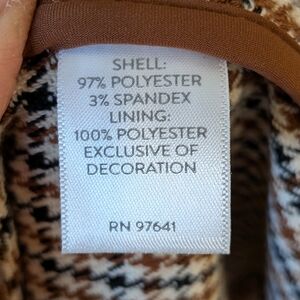 SHELL:
97% POLYESTER
3% SPANDEX
LINING:
100% POLYESTER
EXCLUSIVE OF
DECORATION
RN 97641